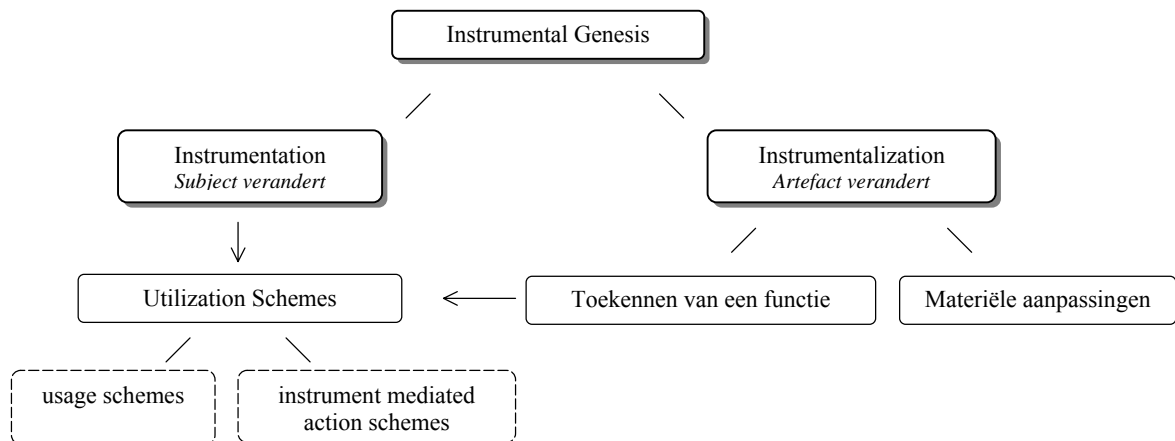 Instrumental Genesis
Instrumentation
Subject verandert
Instrumentalization
Artefact verandert
Utilization Schemes
Toekennen van een functie
Materiële aanpassingen
usage schemes
instrument mediated
action schemes